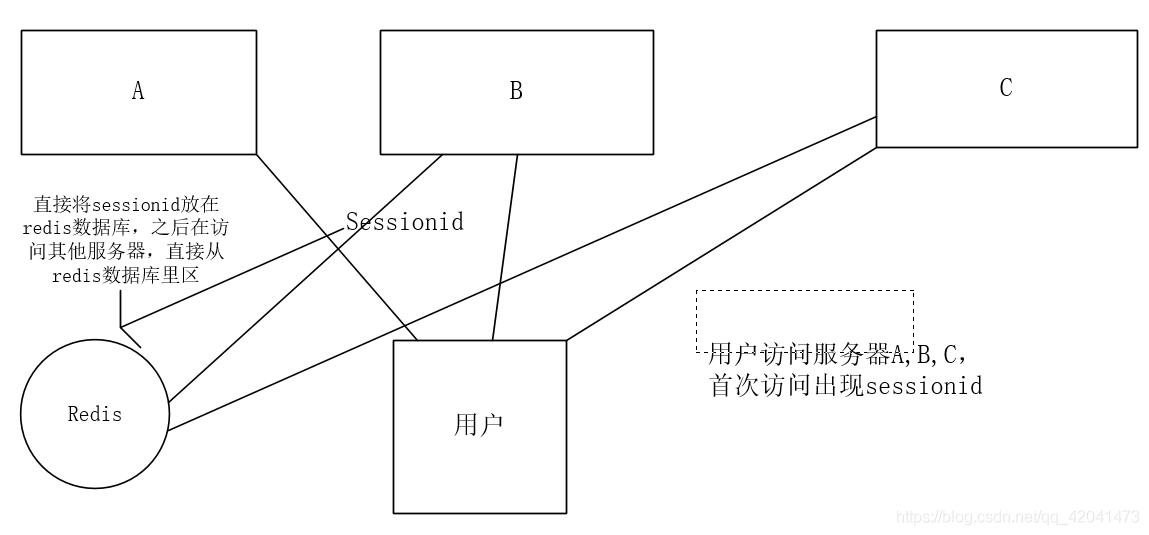 A
B
C
直接将sessionid放在
redis数据库，之后在访
问其他服务器，直接从
redis数据库里区
Sessionid
用户访问服务器A,B,C，
首次访问出现sessionid
Redis
用户
https://blog.csdn.net/qq_42041473